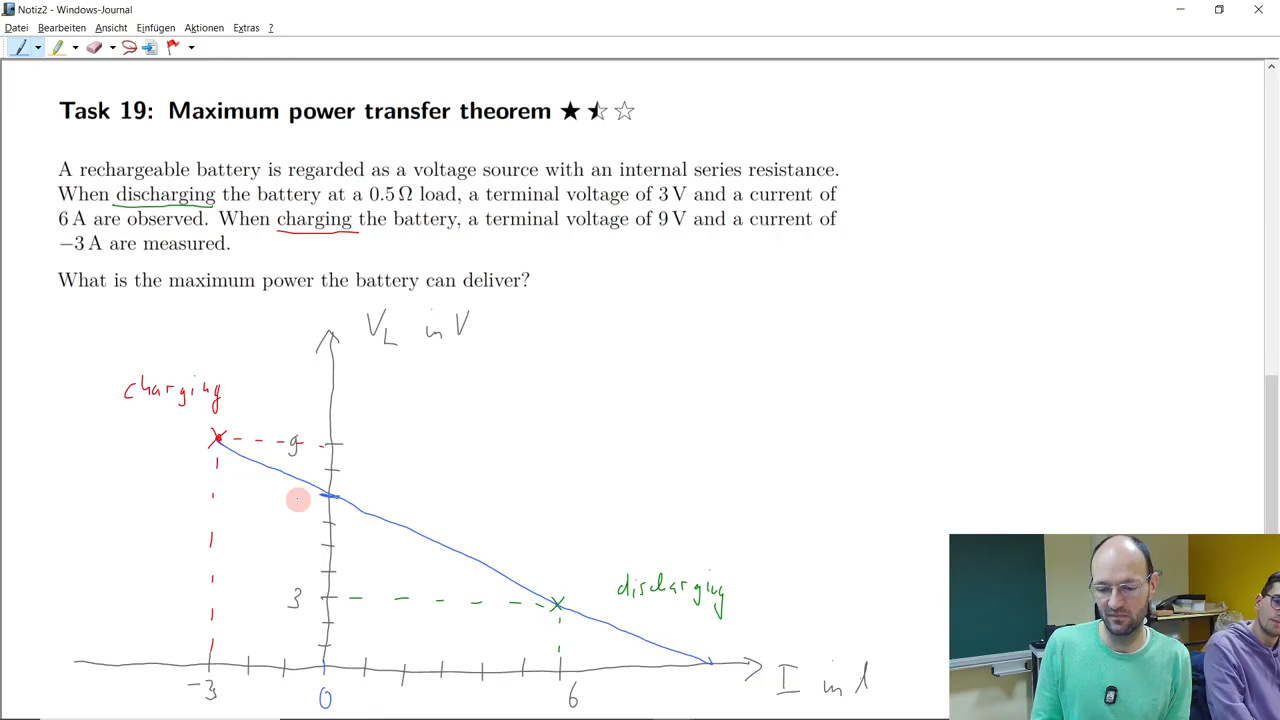 Notiz2 - Windows-Journal
Datei Bearbeiten Ansicht Einfügen Aktionen Extras ?
Task 19: Maximum power transfer theorem ★
A rechargeable battery is regarded as a voltage source with an internal series resistance.
When discharging the battery at a 0.5 Ω load, a terminal voltage of 3 V and a current of
6 A are observed. When charging the battery, a terminal voltage of 9 V and a current of
−3 A are measured.
What is the maximum power the battery can deliver?
V_L in V
charging
9
discharging
3
-3
0
6
I in A